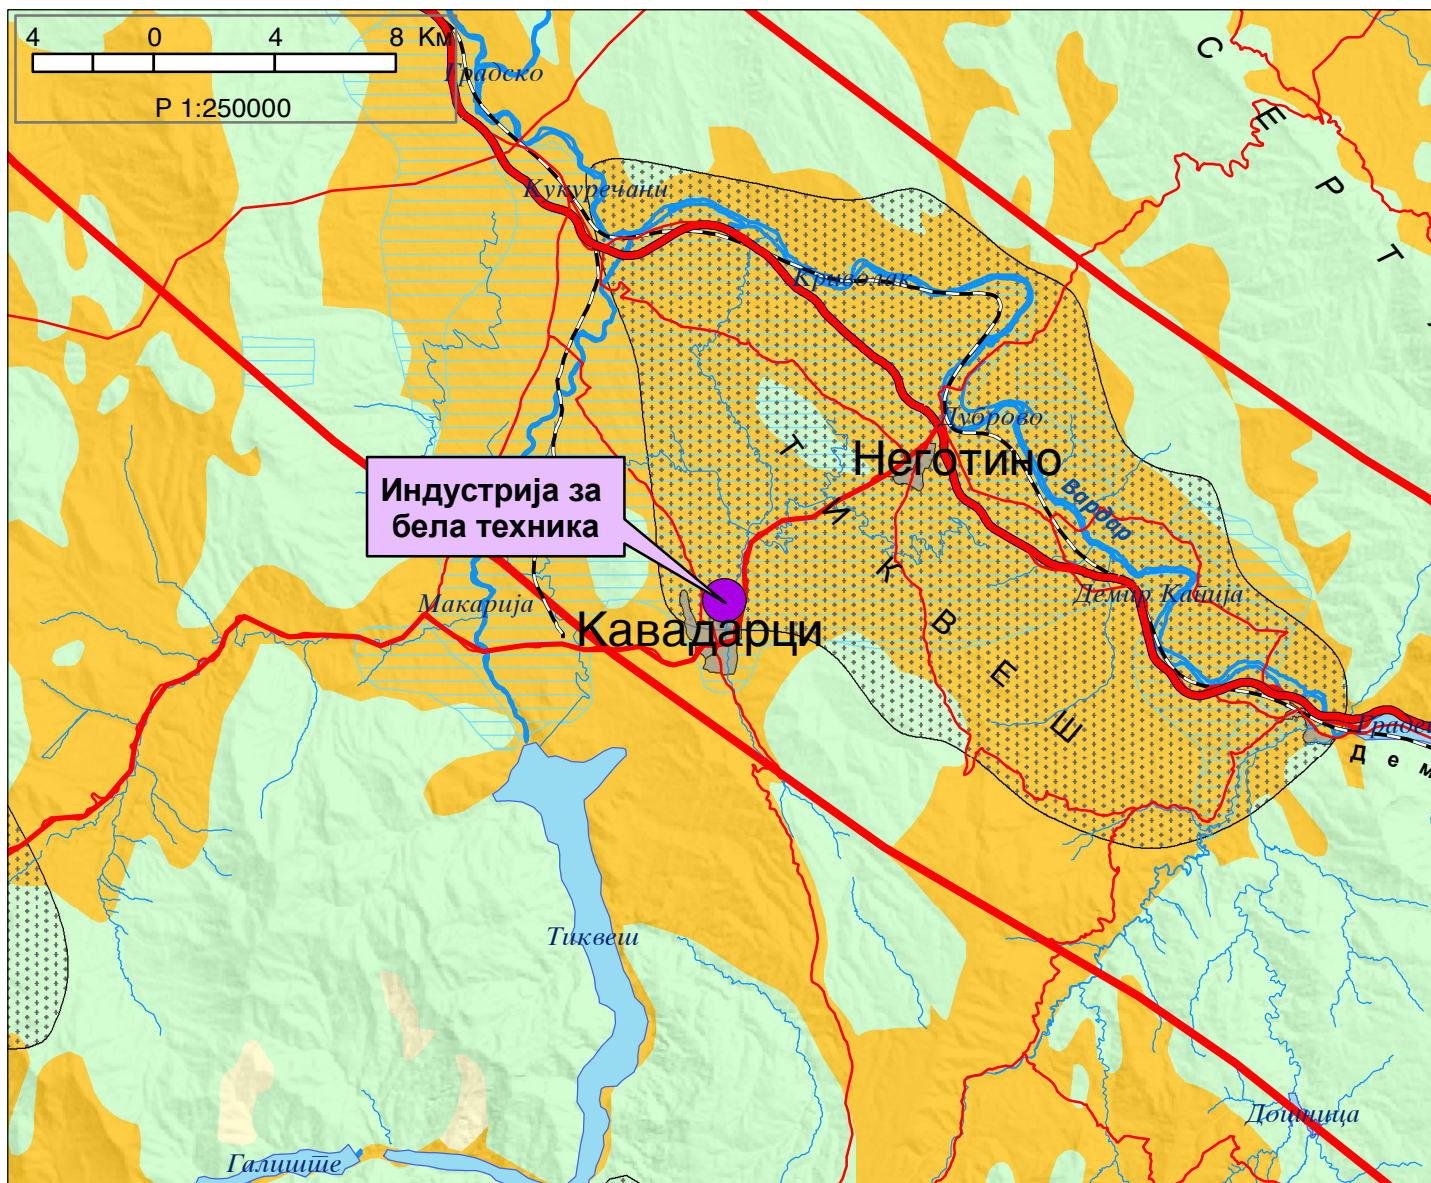 4 0 4 8 Км
Р 1:250000
Градско
Кукуречани
Криволак
Дуброво
Неготино
Вардар
Индустрија за
бела техника
Демир Капија
Макарија
Кавадарци
Т И К В Е Ш
С Е Р Т
Д е м
Тиквеш
Дошница
Галиште